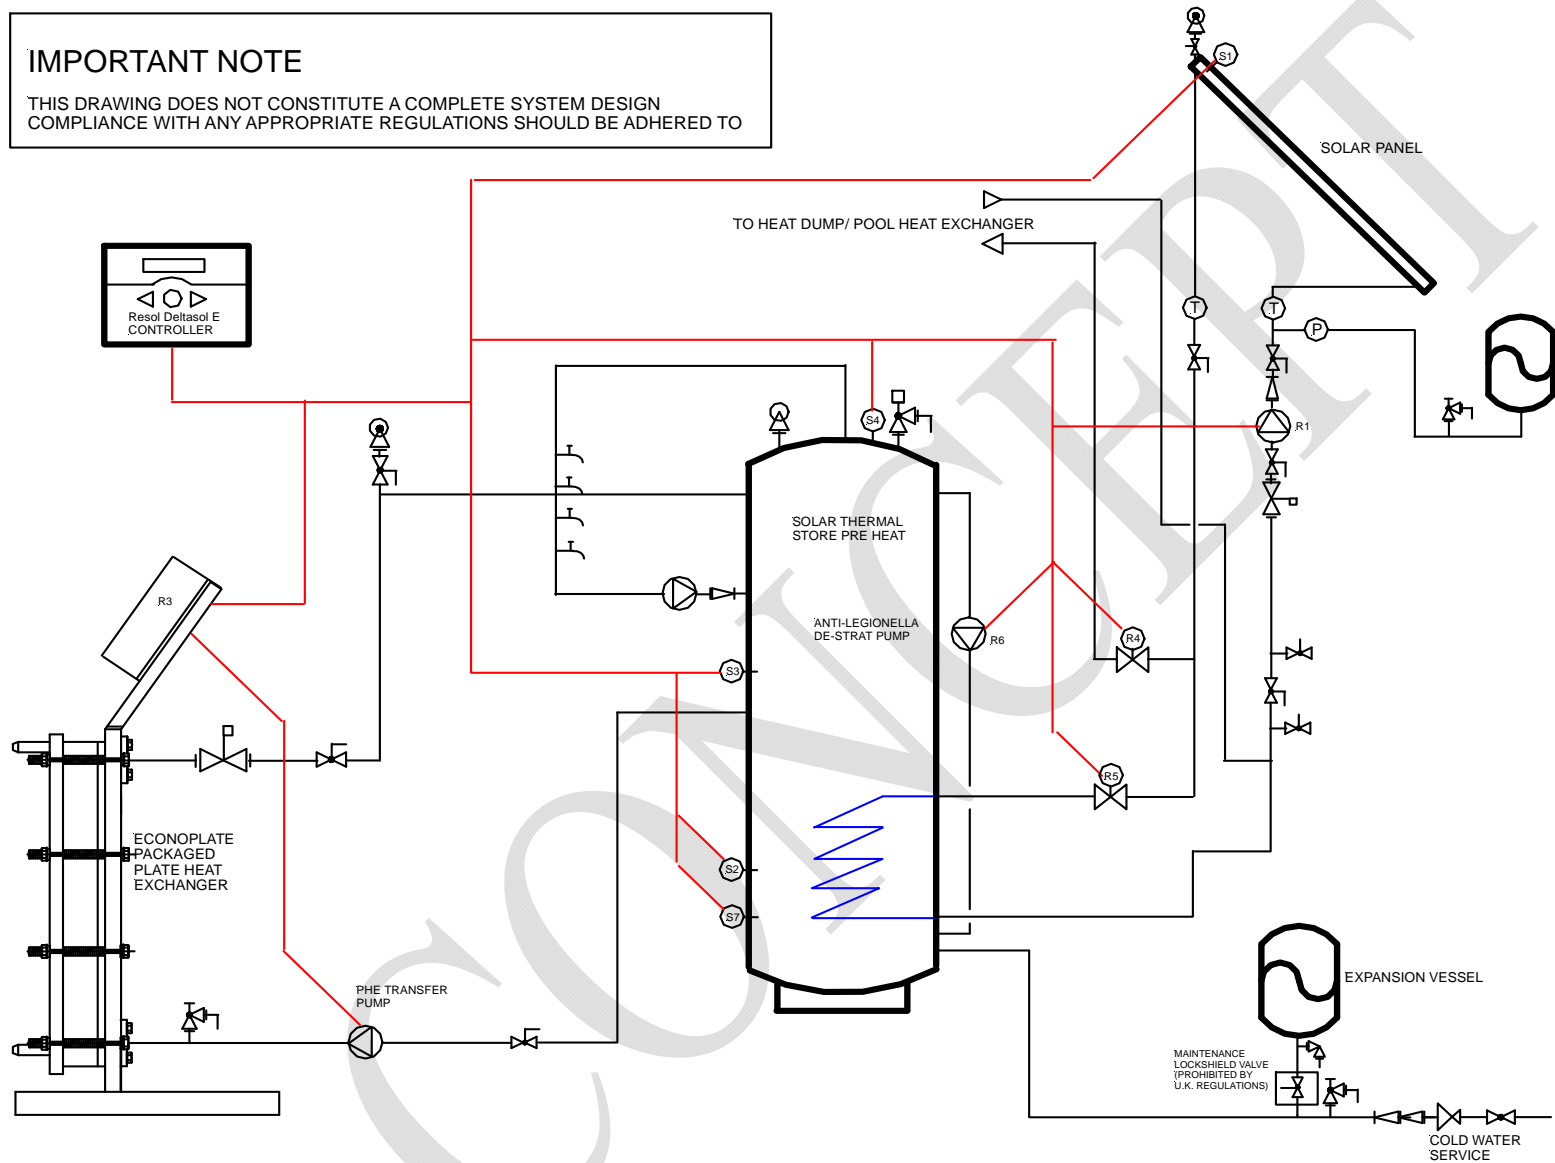 IMPORTANT NOTE
THIS DRAWING DOES NOT CONSTITUTE A COMPLETE SYSTEM DESIGN
COMPLIANCE WITH ANY APPROPRIATE REGULATIONS SHOULD BE ADHERED TO
S1
SOLAR PANEL
TO HEAT DUMP/ POOL HEAT EXCHANGER
Resol Deltasol E
CONTROLLER
T
T
P
S4
R1
SOLAR THERMAL
STORE PRE HEAT
R3
ANTI-LEGIONELLA
DE-STRAT PUMP
R6
R4
S3
R5
ECONOPLATE
PACKAGED
PLATE HEAT
EXCHANGER
S2
S7
PHE TRANSFER
PUMP
EXPANSION VESSEL
MAINTENANCE
LOCKSHIELD VALVE
(PROHIBITED BY
U.K. REGULATIONS)
COLD WATER
SERVICE
CONCEPT